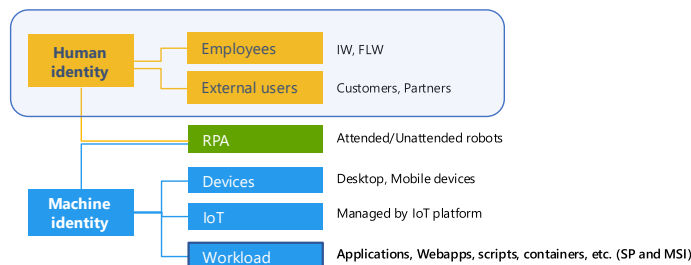 Human
identity
Employees
IW, FLW
External users
Customers, Partners
RPA
Attended/Unattended robots
Machine
identity
Devices
Desktop, Mobile devices
IoT
Managed by IoT platform
Workload
Applications, Webapps, scripts, containers, etc. (SP and MSI)